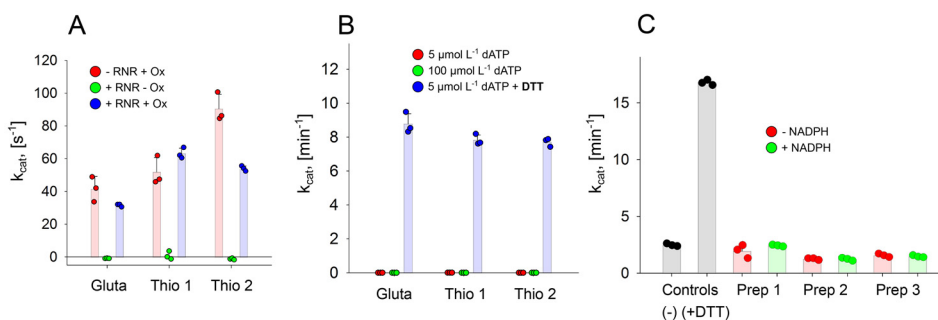 A
k_cat, [s⁻¹]
120
100
80
60
40
20
0
- RNR + Ox
+ RNR - Ox
+ RNR + Ox
Gluta Thio 1 Thio 2
B
k_cat, [min⁻¹]
12
10
8
6
4
2
0
5 µmol L⁻¹ dATP
100 µmol L⁻¹ dATP
5 µmol L⁻¹ dATP + DTT
Gluta Thio 1 Thio 2
C
k_cat, [min⁻¹]
15
10
5
0
- NADPH
+ NADPH
Controls Prep 1 Prep 2 Prep 3
(-) (+DTT)